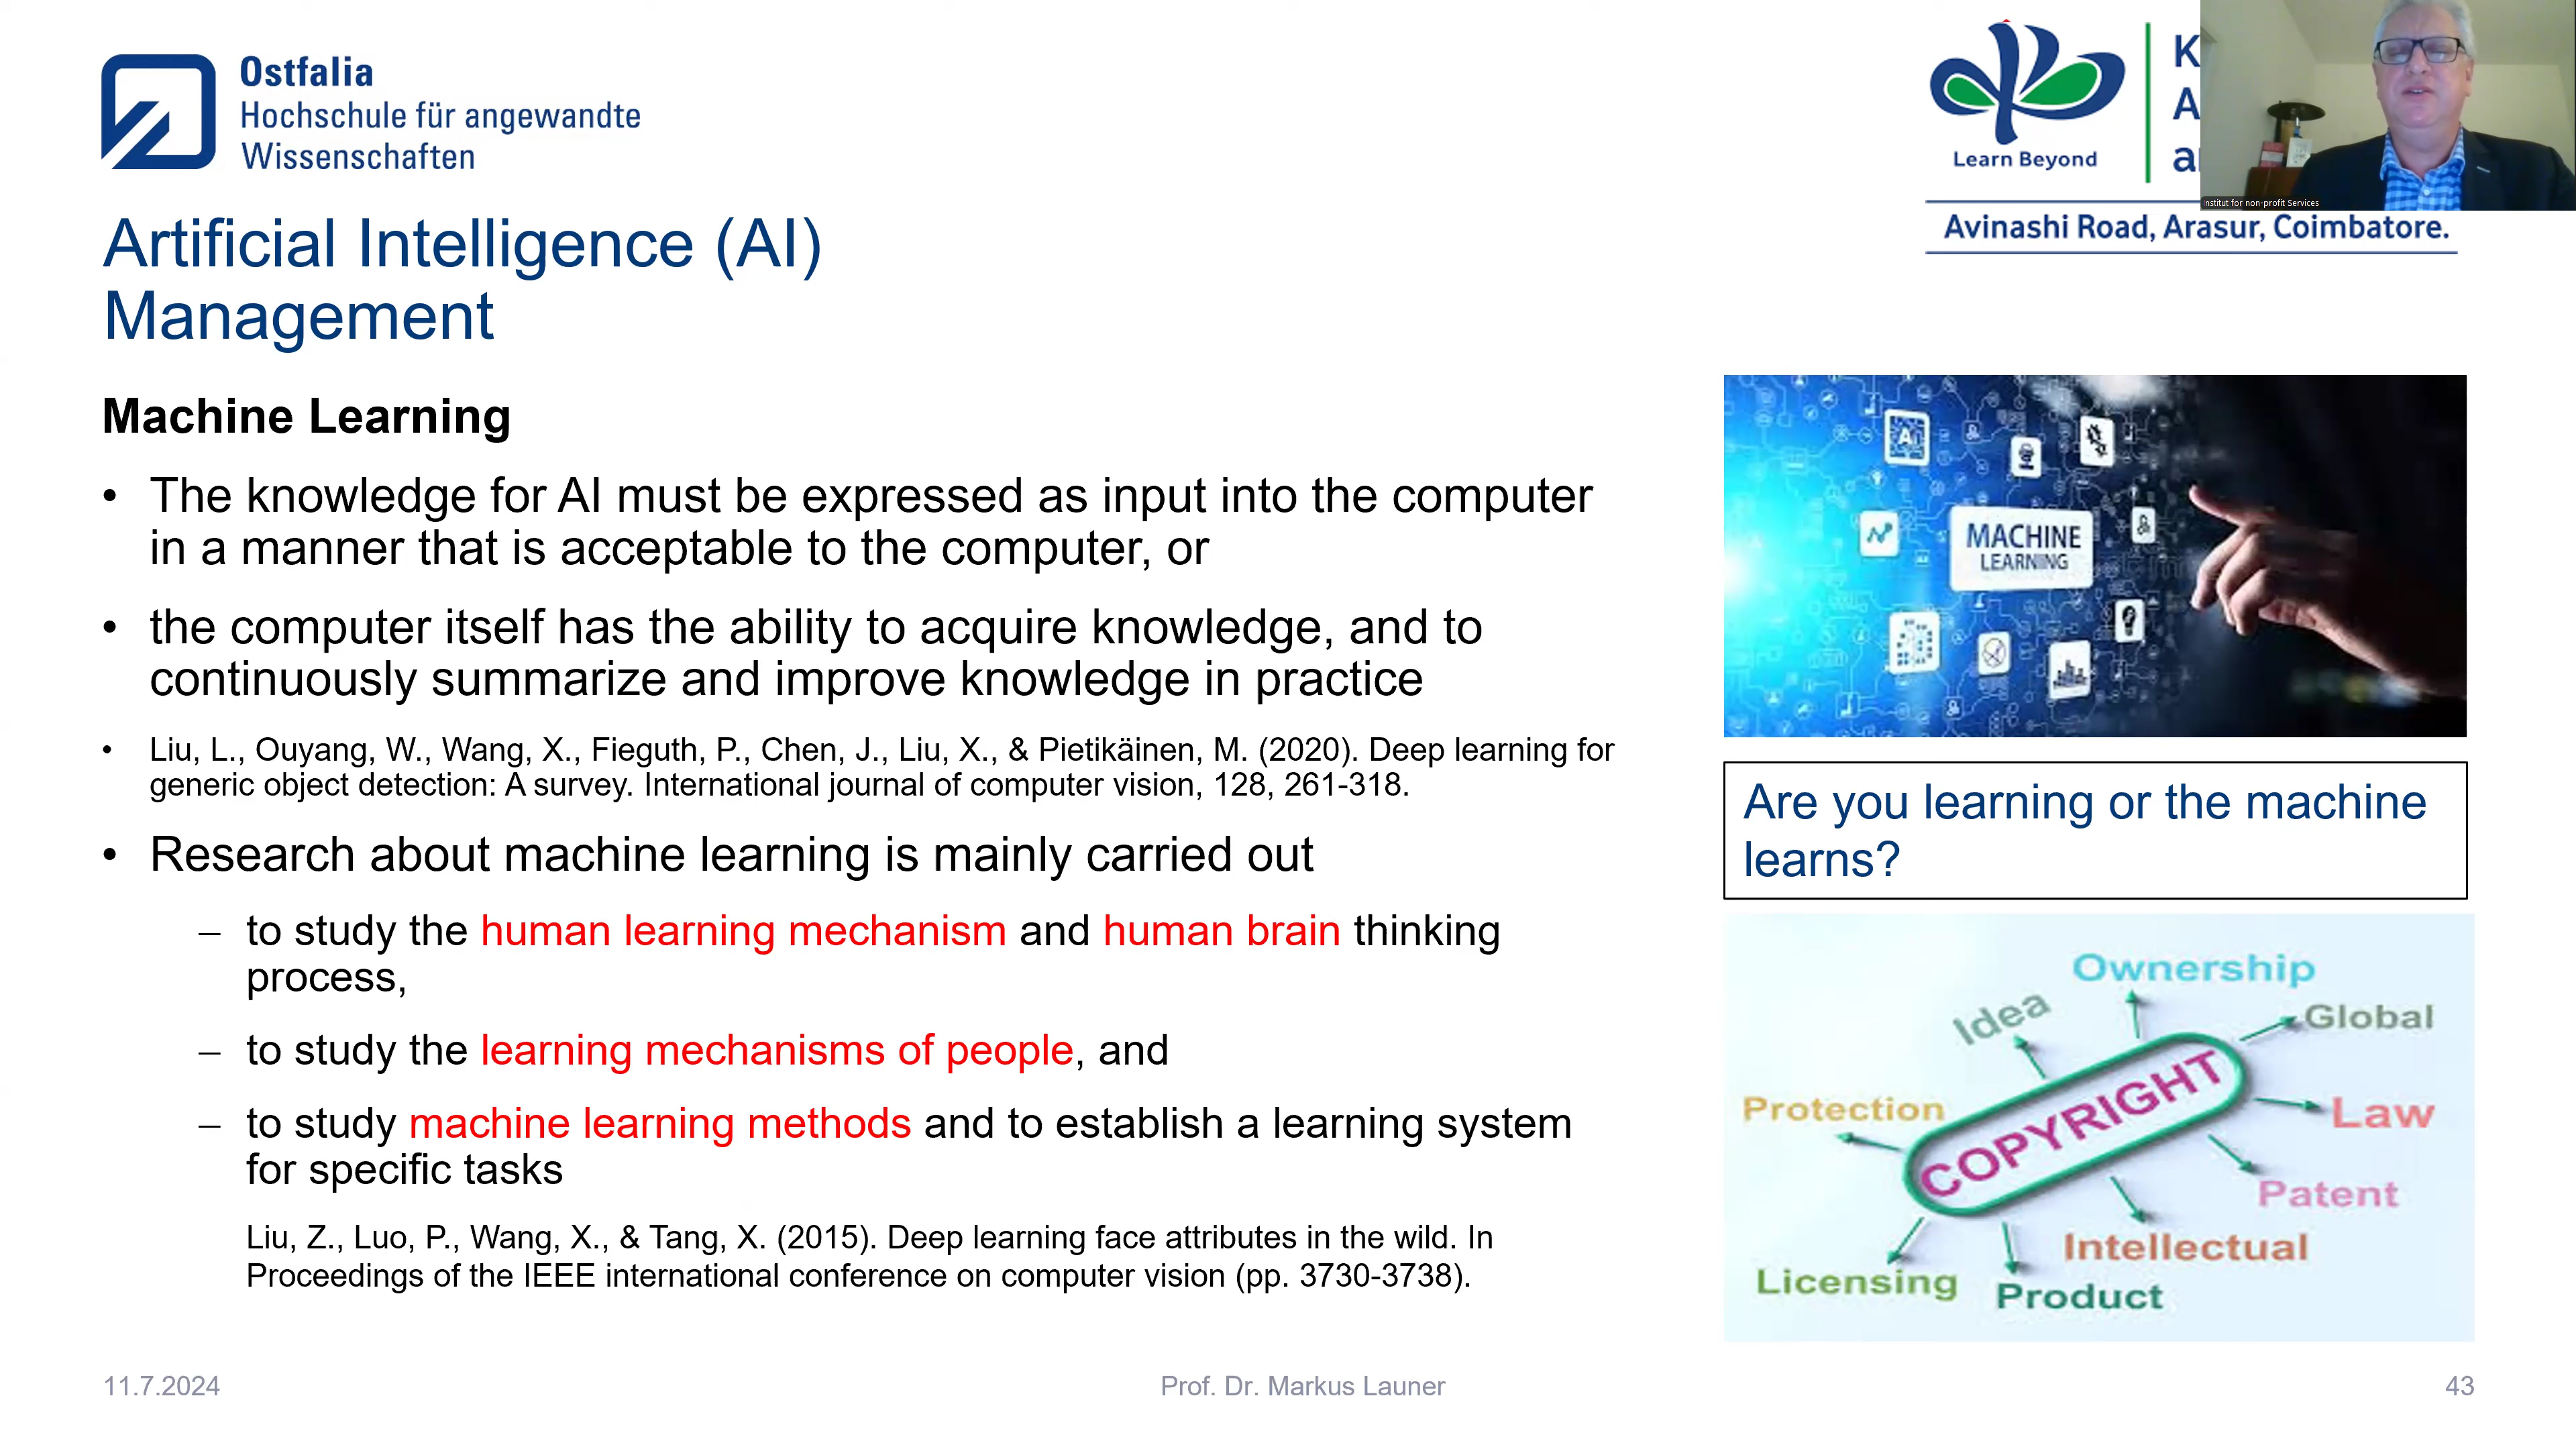 Ostfalia
Hochschule für angewandte
Wissenschaften
Learn Beyond
K
A
a
Institut for non-profit Services
Avinashi Road, Arasur, Coimbatore.
Artificial Intelligence (AI)
Management
Machine Learning
• The knowledge for AI must be expressed as input into the computer
in a manner that is acceptable to the computer, or
• the computer itself has the ability to acquire knowledge, and to
continuously summarize and improve knowledge in practice
• Liu, L., Ouyang, W., Wang, X., Fieguth, P., Chen, J., Liu, X., & Pietikäinen, M. (2020). Deep learning for
generic object detection: A survey. International journal of computer vision, 128, 261-318.
• Research about machine learning is mainly carried out
– to study the human learning mechanism and human brain thinking
process,
– to study the learning mechanisms of people, and
– to study machine learning methods and to establish a learning system
for specific tasks
Liu, Z., Luo, P., Wang, X., & Tang, X. (2015). Deep learning face attributes in the wild. In
Proceedings of the IEEE international conference on computer vision (pp. 3730-3738).
AI
MACHINE
LEARNING
Are you learning or the machine
learns?
Ownership
Idea
Global
Protection
COPYRIGHT
Law
Patent
Intellectual
Licensing
Product
11.7.2024
Prof. Dr. Markus Launer
43